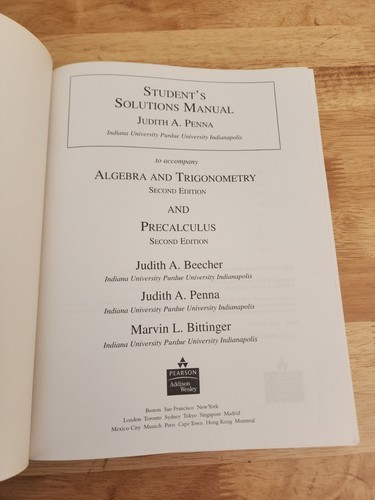 STUDENT'S
SOLUTIONS MANUAL
JUDITH A. PENNA
Indiana University Purdue University Indianapolis
to accompany
ALGEBRA AND TRIGONOMETRY
SECOND EDITION
AND
PRECALCULUS
SECOND EDITION
Judith A. Beecher
Indiana University Purdue University Indianapolis
Judith A. Penna
Indiana University Purdue University Indianapolis
Marvin L. Bittinger
Indiana University Purdue University Indianapolis
PEARSON
Addison
Wesley
Boston San Francisco New York
London Toronto Sydney Tokyo Singapore Madrid
Mexico City Munich Paris Cape Town Hong Kong Montreal